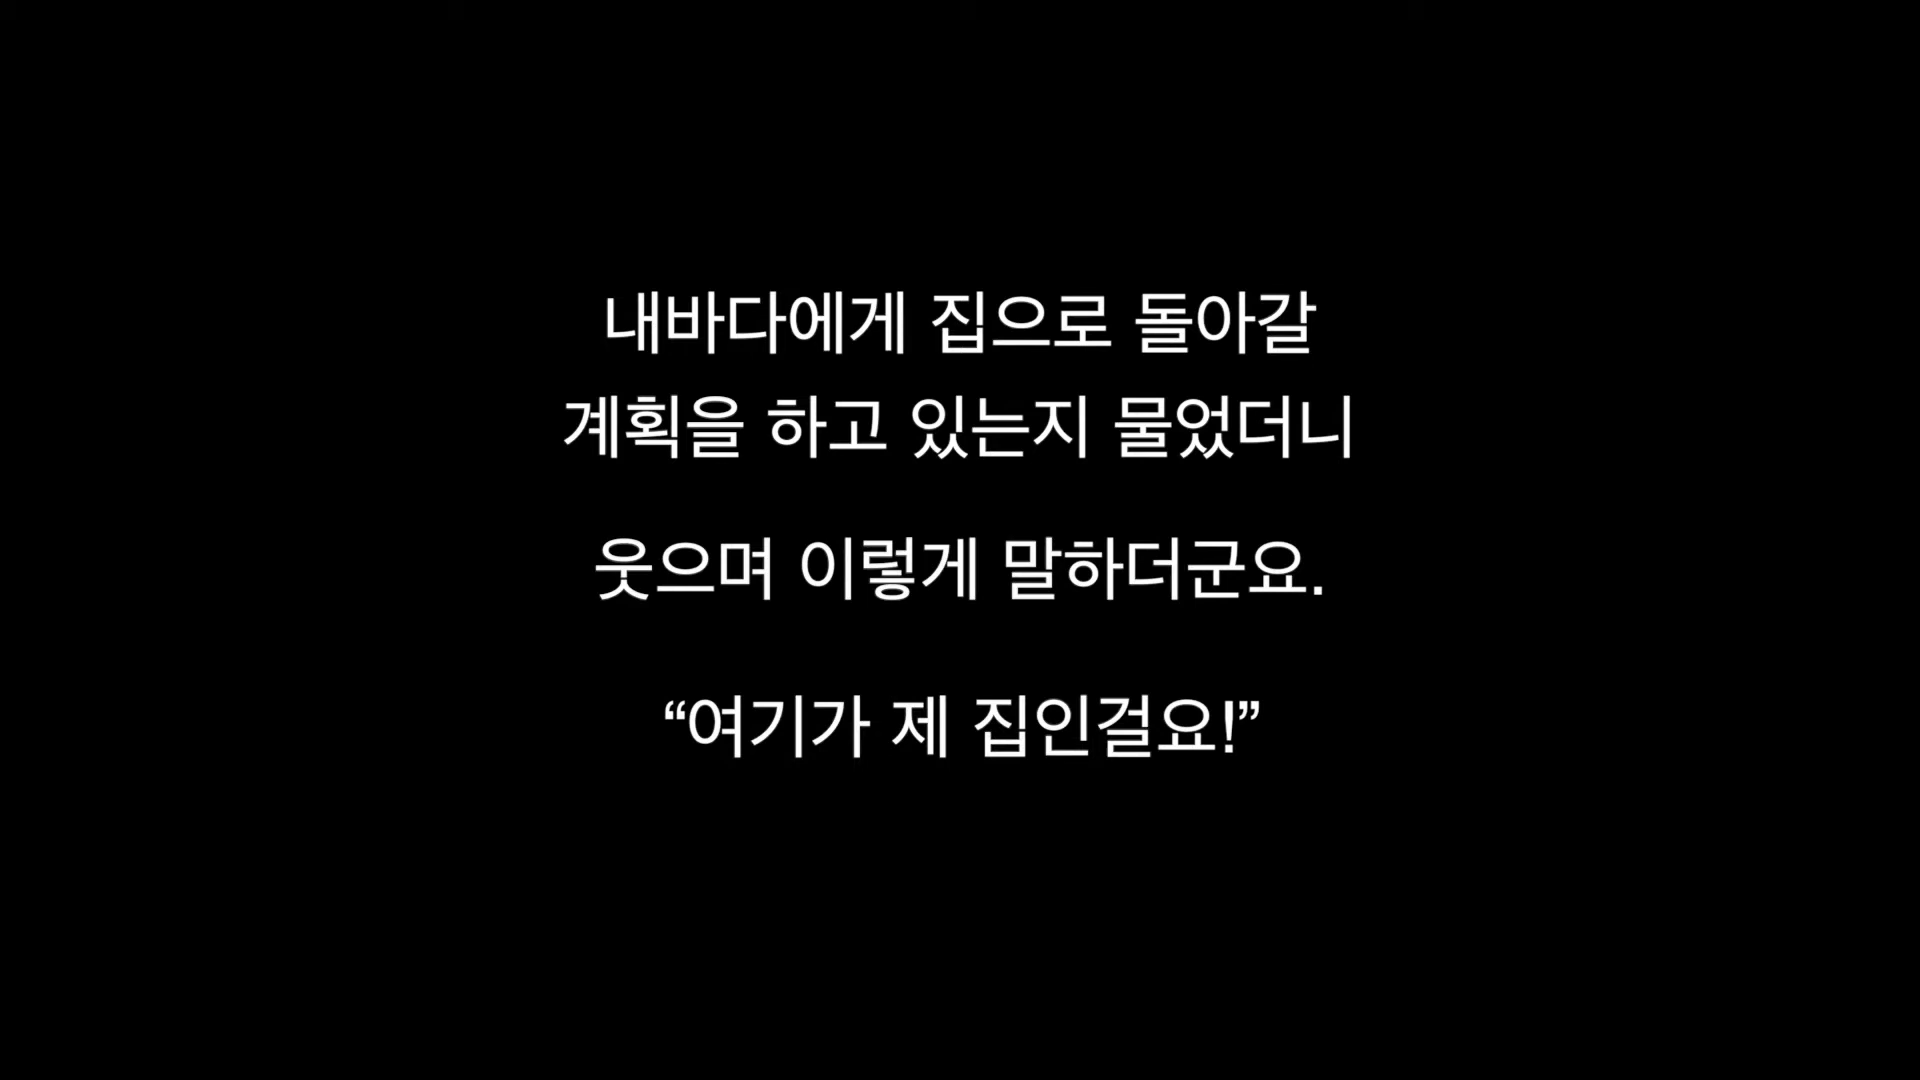 내바다에게 집으로 돌아갈
계획을 하고 있는지 물었더니
웃으며 이렇게 말하더군요.
“여기가 제 집인걸요!”